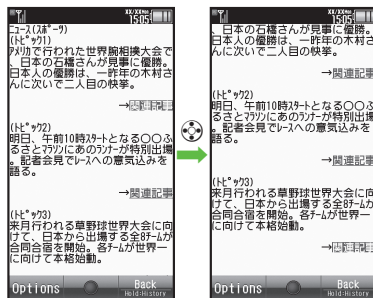 XX/XX[XXX]
15:05
ﾆｭｰｽ(ｽﾎﾟｰﾂ)
(ﾄﾋﾟｯｸ1)
ｱﾒﾘｶで行われた世界腕相撲大会で
、日本の石橋さんが見事に優勝。
日本人の優勝は、一昨年の木村さ
んに次いで二人目の快挙。
→関連記事
(ﾄﾋﾟｯｸ2)
明日、午前10時ｽﾀｰﾄとなる〇〇ふ
るさとﾏﾗｿﾝにあのﾗﾝﾅｰが特別出場
。記者会見でﾚｰｽへの意気込みを
語る。
→関連記事
(ﾄﾋﾟｯｸ3)
来月行われる草野球世界大会に向
けて、日本から出場する全8ﾁｰﾑが
合同合宿を開始。各ﾁｰﾑが世界一
に向けて本格始動。
Options
Back
Hold:History
XX/XX[XXX]
15:05
、日本の石橋さんが見事に優勝。
日本人の優勝は、一昨年の木村さ
んに次いで二人目の快挙。
→関連記事
(ﾄﾋﾟｯｸ2)
明日、午前10時ｽﾀｰﾄとなる〇〇ふ
るさとﾏﾗｿﾝにあのﾗﾝﾅｰが特別出場
。記者会見でﾚｰｽへの意気込みを
語る。
→関連記事
(ﾄﾋﾟｯｸ3)
来月行われる草野球世界大会に向
けて、日本から出場する全8ﾁｰﾑが
合同合宿を開始。各ﾁｰﾑが世界一
に向けて本格始動。
→関連記事
Options
Back
Hold:History